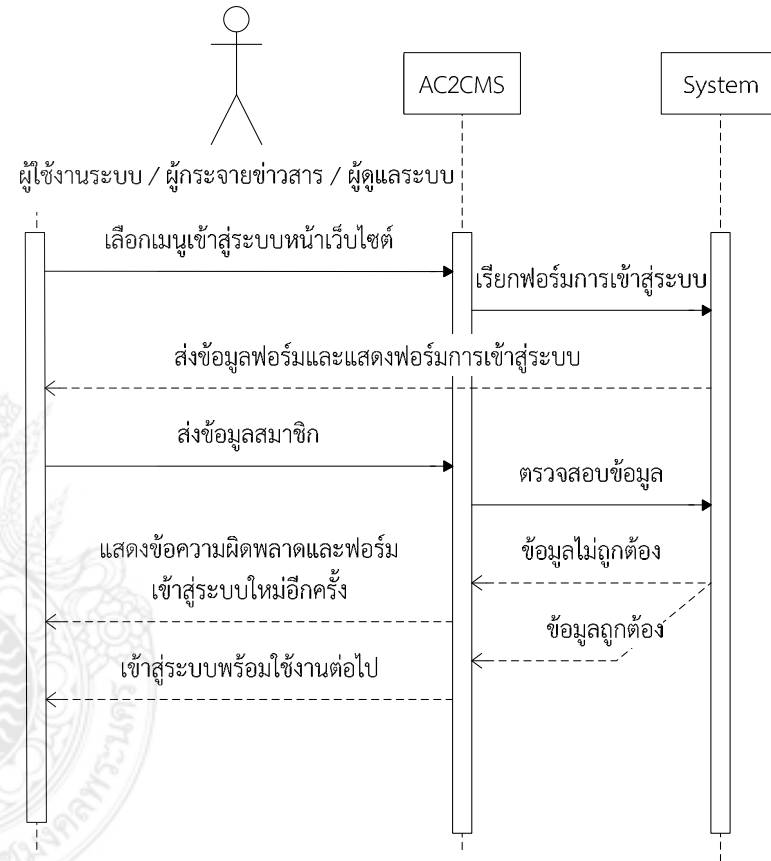 AC2CMS
System
ผู้ใช้งานระบบ / ผู้กระจายข่าวสาร / ผู้ดูแลระบบ
เลือกเมนูเข้าสู่ระบบหน้าเว็บไซต์
เรียกฟอร์มการเข้าสู่ระบบ
ส่งข้อมูลฟอร์มและแสดงฟอร์มการเข้าสู่ระบบ
ส่งข้อมูลสมาชิก
ตรวจสอบข้อมูล
แสดงข้อความผิดพลาดและฟอร์ม
เข้าสู่ระบบใหม่อีกครั้ง
ข้อมูลไม่ถูกต้อง
ข้อมูลถูกต้อง
เข้าสู่ระบบพร้อมใช้งานต่อไป